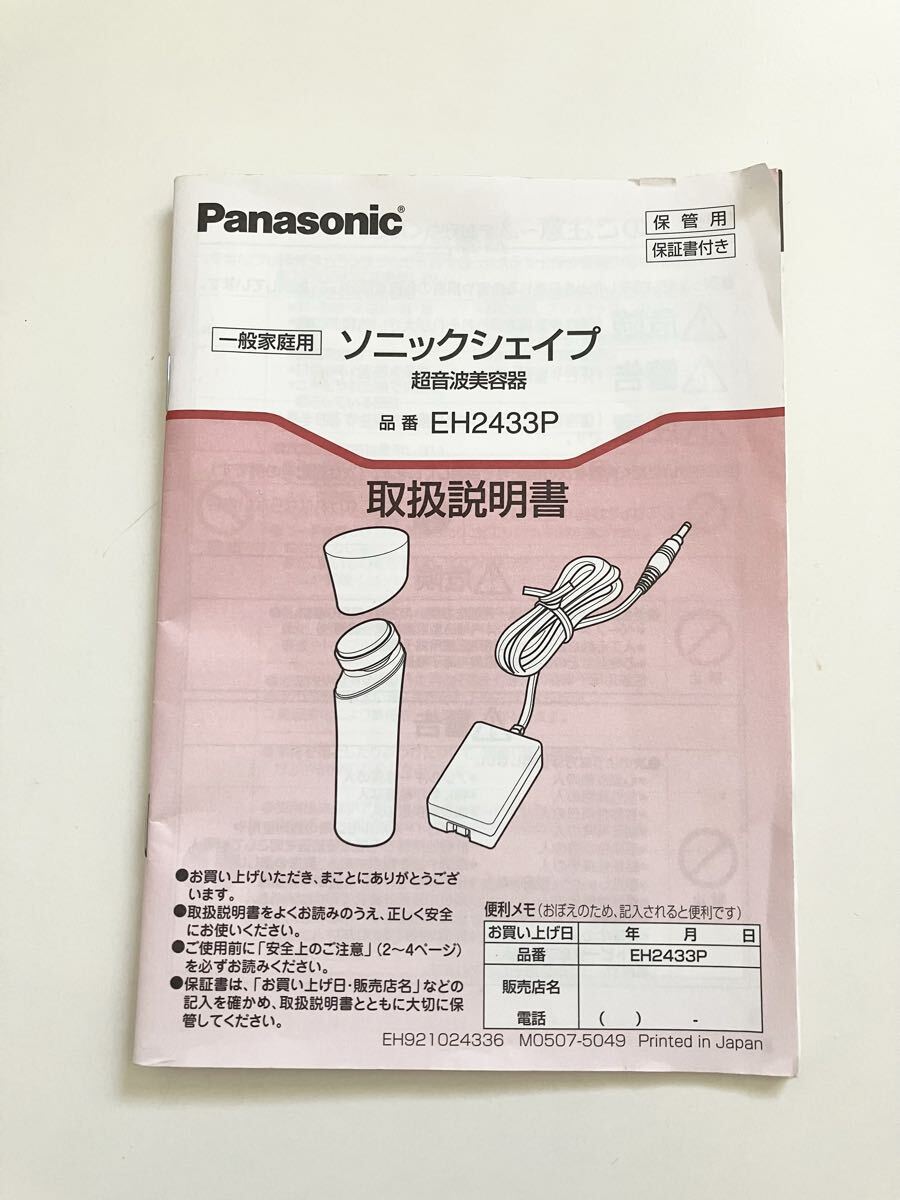 Panasonic®
保管用
保証書付き
一般家庭用 ソニックシェイプ
超音波美容器
品番 EH2433P
取扱説明書
●お買い上げいただき、まことにありがとうござ
います。
●取扱説明書をよくお読みのうえ、正しく安全
にお使いください。
●ご使用前に「安全上のご注意」(2〜4ページ)
を必ずお読みください。
●保証書は、「お買い上げ日・販売店名」などの
記入を確かめ、取扱説明書とともに大切に保
管してください。
便利メモ(おぼえのため、記入されると便利です)
お買い上げ日 年 月 日
品番 EH2433P
販売店名
電話 ( ) -
EH921024336 M0507-5049 Printed in Japan